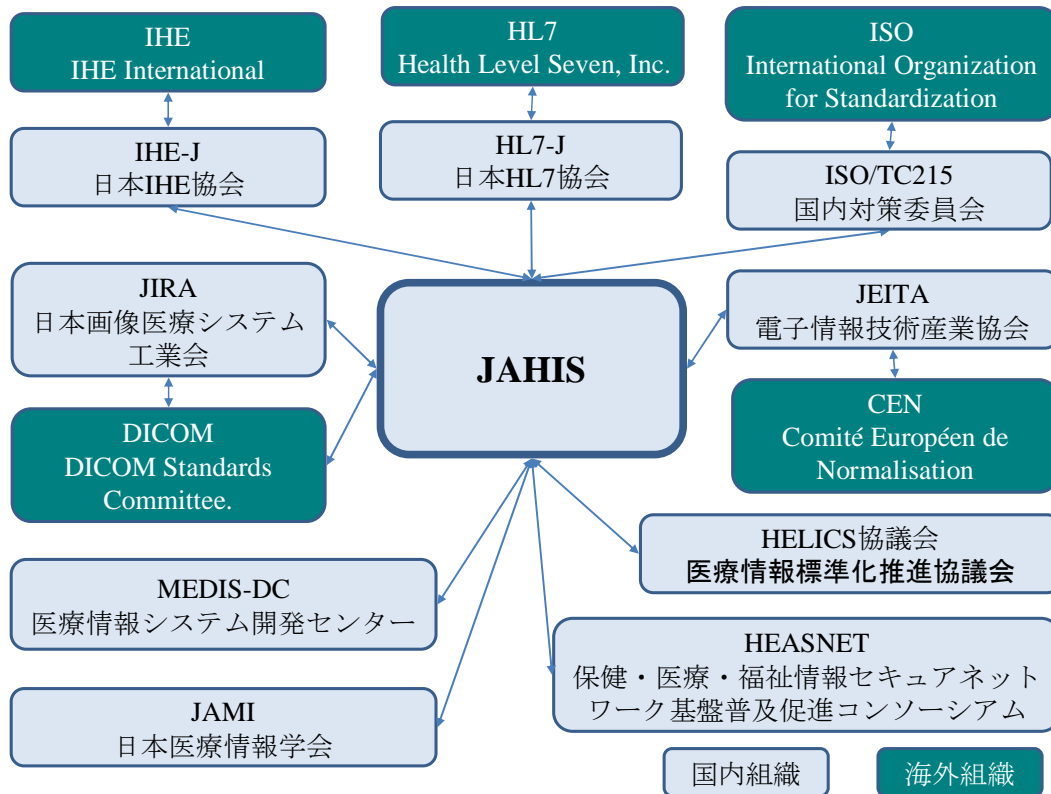 IHE
IHE International
HL7
Health Level Seven, Inc.
ISO
International Organization
for Standardization
IHE-J
日本IHE協会
HL7-J
日本HL7協会
ISO/TC215
国内対策委員会
JIRA
日本画像医療システム
工業会
JAHIS
JEITA
電子情報技術産業協会
DICOM
DICOM Standards
Committee.
CEN
Comité Européen de
Normalisation
HELICS協議会
医療情報標準化推進協議会
MEDIS-DC
医療情報システム開発センター
HEASNET
保健・医療・福祉情報セキュアネット
ワーク基盤普及促進コンソーシアム
JAMI
日本医療情報学会
国内組織
海外組織